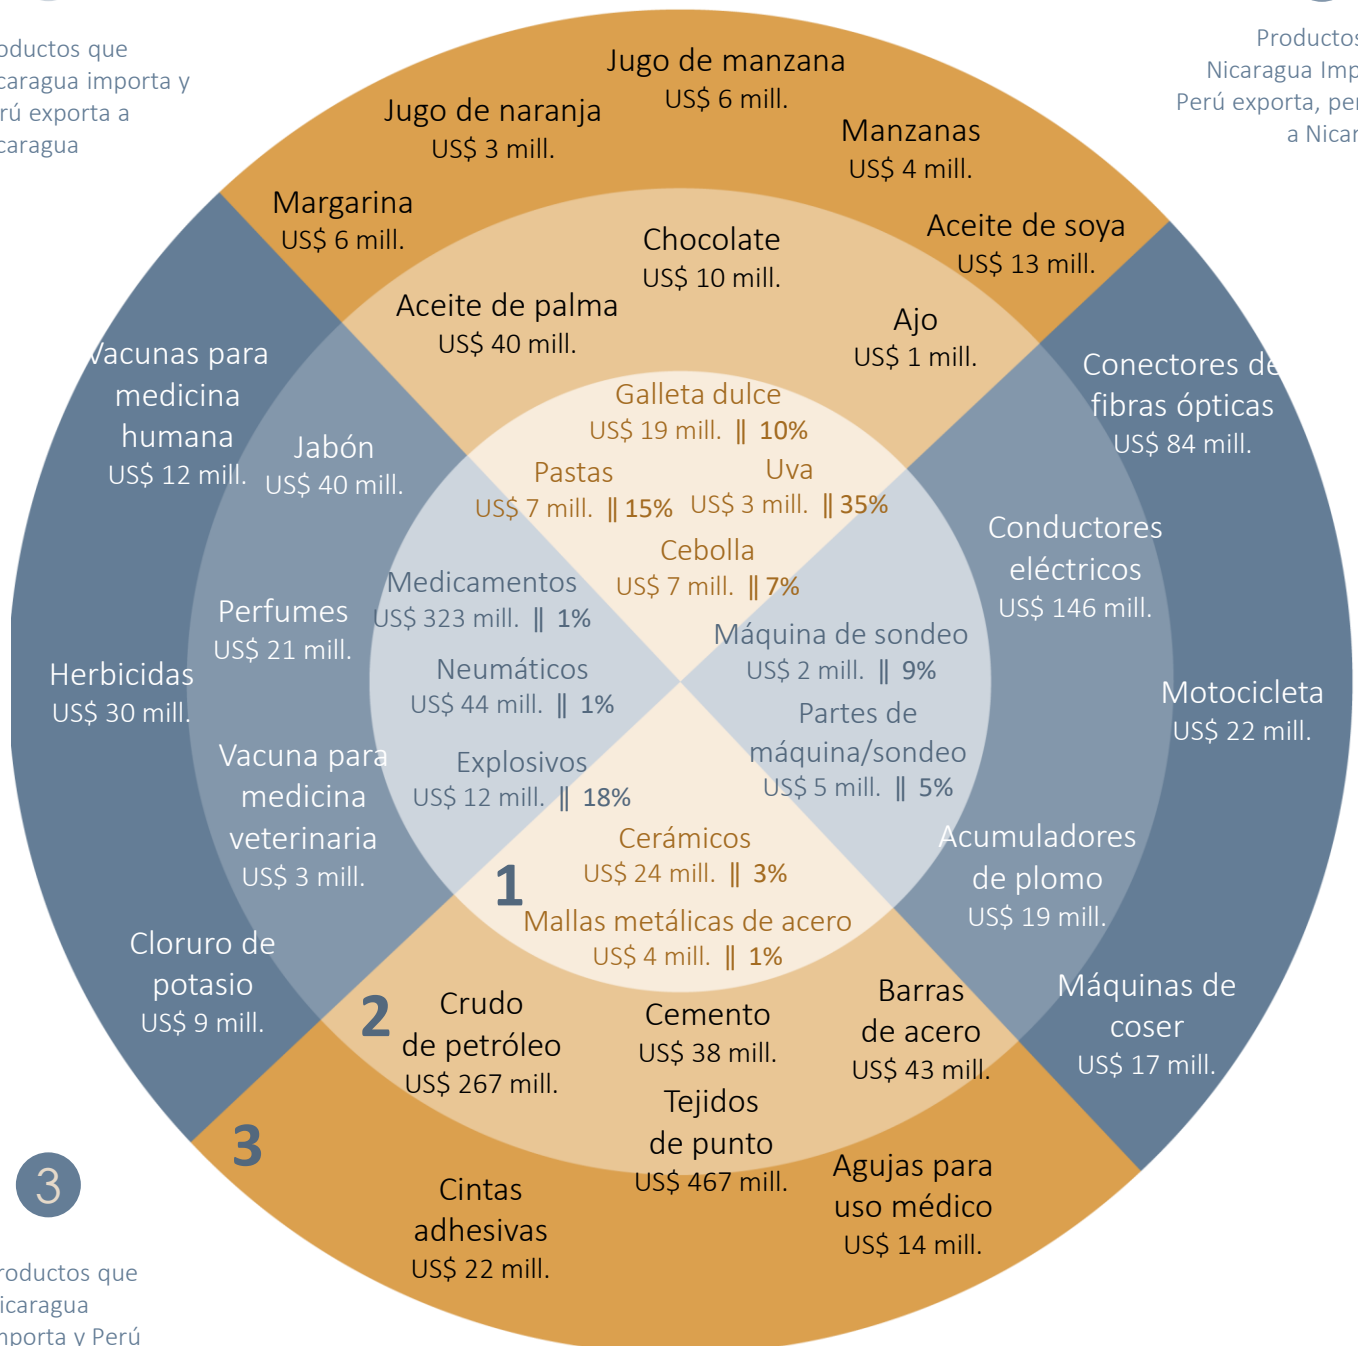 oductos que
caragua importa y
rú exporta a
caragua
Productos
Nicaragua Imp
Perú exporta, per
a Nicar
Jugo de manzana
US$ 6 mill.
Jugo de naranja
US$ 3 mill.
Manzanas
US$ 4 mill.
Margarina
US$ 6 mill.
Aceite de soya
US$ 13 mill.
Chocolate
US$ 10 mill.
Aceite de palma
US$ 40 mill.
Ajo
US$ 1 mill.
Galleta dulce
US$ 19 mill. || 10%
Pastas
US$ 7 mill. || 15%
Uva
US$ 3 mill. || 35%
Cebolla
US$ 7 mill. || 7%
Vacunas para
medicina
humana
US$ 12 mill.
Jabón
US$ 40 mill.
Medicamentos
US$ 323 mill. || 1%
Perfumes
US$ 21 mill.
Herbicidas
US$ 30 mill.
Neumáticos
US$ 44 mill. || 1%
Vacuna para
medicina
veterinaria
US$ 3 mill.
Explosivos
US$ 12 mill. || 18%
Cloruro de
potasio
US$ 9 mill.
Conectores de
fibras ópticas
US$ 84 mill.
Conductores
eléctricos
US$ 146 mill.
Máquina de sondeo
US$ 2 mill. || 9%
Motocicleta
US$ 22 mill.
Partes de
máquina/sondeo
US$ 5 mill. || 5%
Acumuladores
de plomo
US$ 19 mill.
Máquinas de
coser
US$ 17 mill.
Cerámicos
US$ 24 mill. || 3%
1
Mallas metálicas de acero
US$ 4 mill. || 1%
2
Crudo
de petróleo
US$ 267 mill.
Cemento
US$ 38 mill.
Barras
de acero
US$ 43 mill.
Tejidos
de punto
US$ 467 mill.
3
Cintas
adhesivas
US$ 22 mill.
Agujas para
uso médico
US$ 14 mill.
3
roductos que
icaragua
mporta y Perú